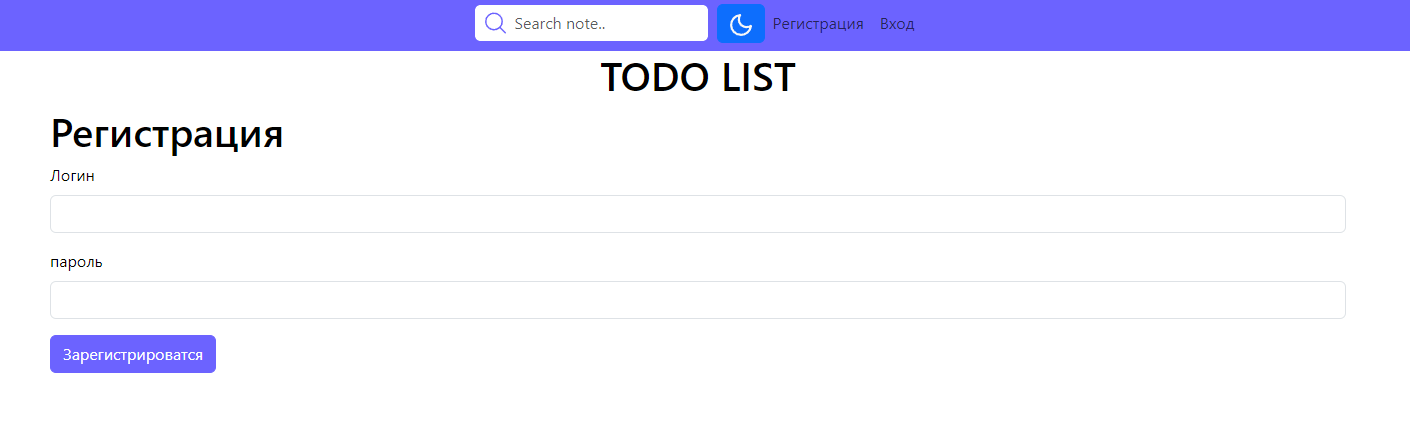 Search note.. Регистрация Вход
TODO LIST
Регистрация
Логин
пароль
Зарегистрироватся